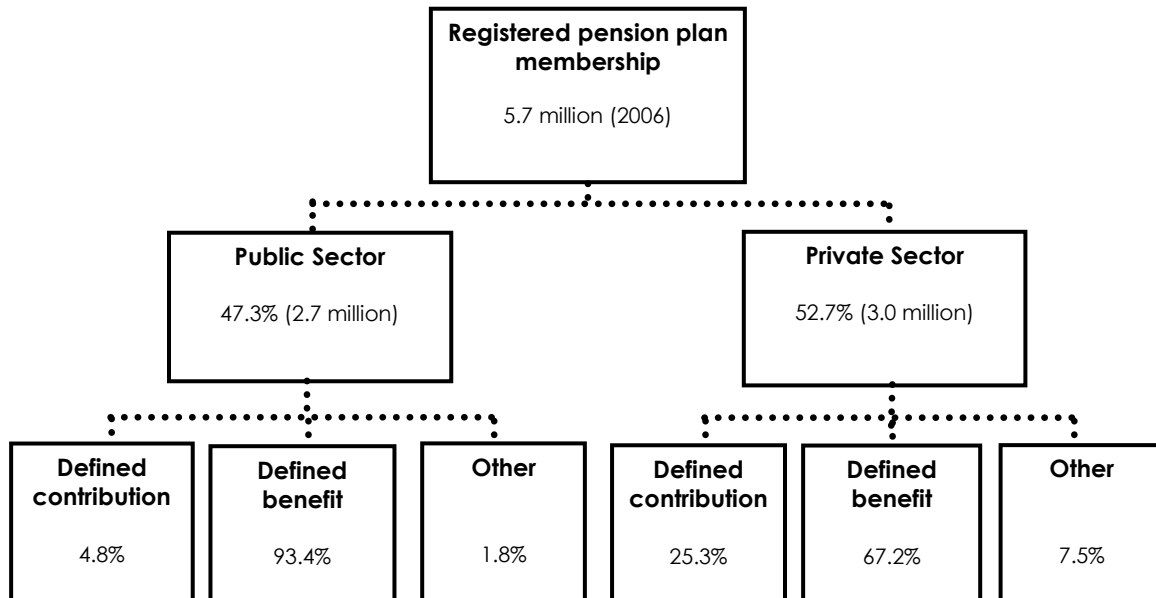 Registered pension plan
membership
5.7 million (2006)
Public Sector
47.3% (2.7 million)
Private Sector
52.7% (3.0 million)
Defined
contribution
4.8%
Defined
benefit
93.4%
Other
1.8%
Defined
contribution
25.3%
Defined
benefit
67.2%
Other
7.5%